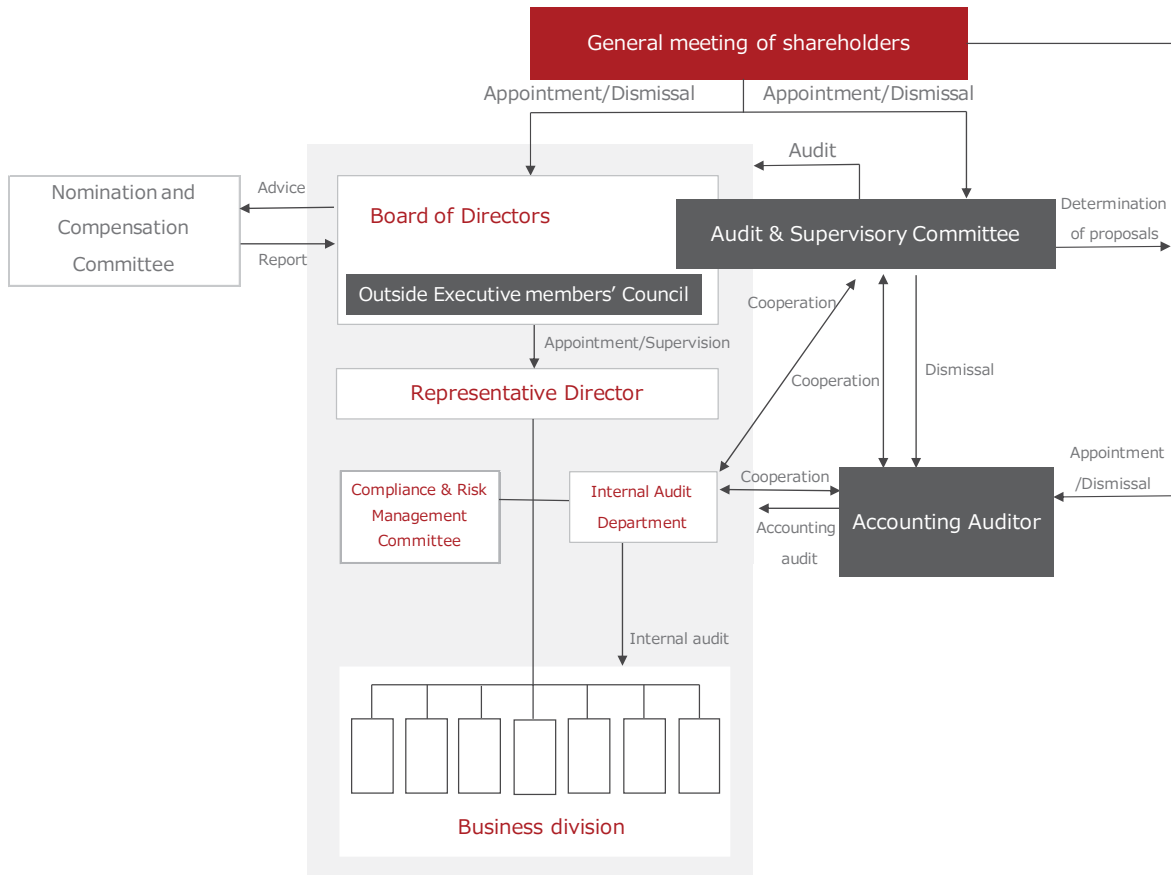 General meeting of shareholders
Appointment/Dismissal
Appointment/Dismissal
Audit
Nomination and
Compensation
Committee
Advice
Report
Board of Directors
Outside Executive members’ Council
Audit & Supervisory Committee
Determination
of proposals
Cooperation
Appointment/Supervision
Cooperation
Dismissal
Representative Director
Compliance & Risk
Management
Committee
Internal Audit
Department
Cooperation
Accounting
audit
Accounting Auditor
Appointment
/Dismissal
Internal audit
Business division